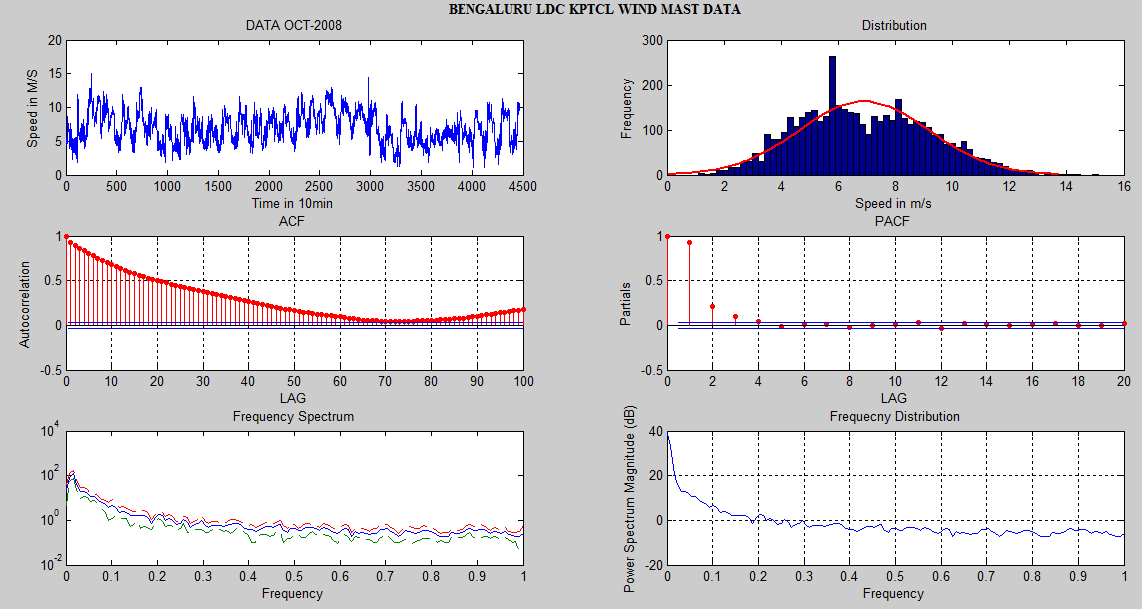 BENGALURU LDC KPTCL WIND MAST DATA
DATA OCT-2008
Speed in M/S
20
15
10
5
0
0 500 1000 1500 2000 2500 3000 3500 4000 4500
Time in 10min
Distribution
Frequency
300
200
100
0
0 2 4 6 8 10 12 14 16
Speed in m/s
ACF
Autocorrelation
1
0.5
0
-0.5
0 10 20 30 40 50 60 70 80 90 100
LAG
PACF
Partials
1
0.5
0
-0.5
0 2 4 6 8 10 12 14 16 18 20
LAG
Frequency Spectrum
10^4
10^2
10^0
10^-2
0 0.1 0.2 0.3 0.4 0.5 0.6 0.7 0.8 0.9 1
Frequency
Frequecny Distribution
Power Spectrum Magnitude (dB)
40
20
0
-20
0 0.1 0.2 0.3 0.4 0.5 0.6 0.7 0.8 0.9 1
Frequency